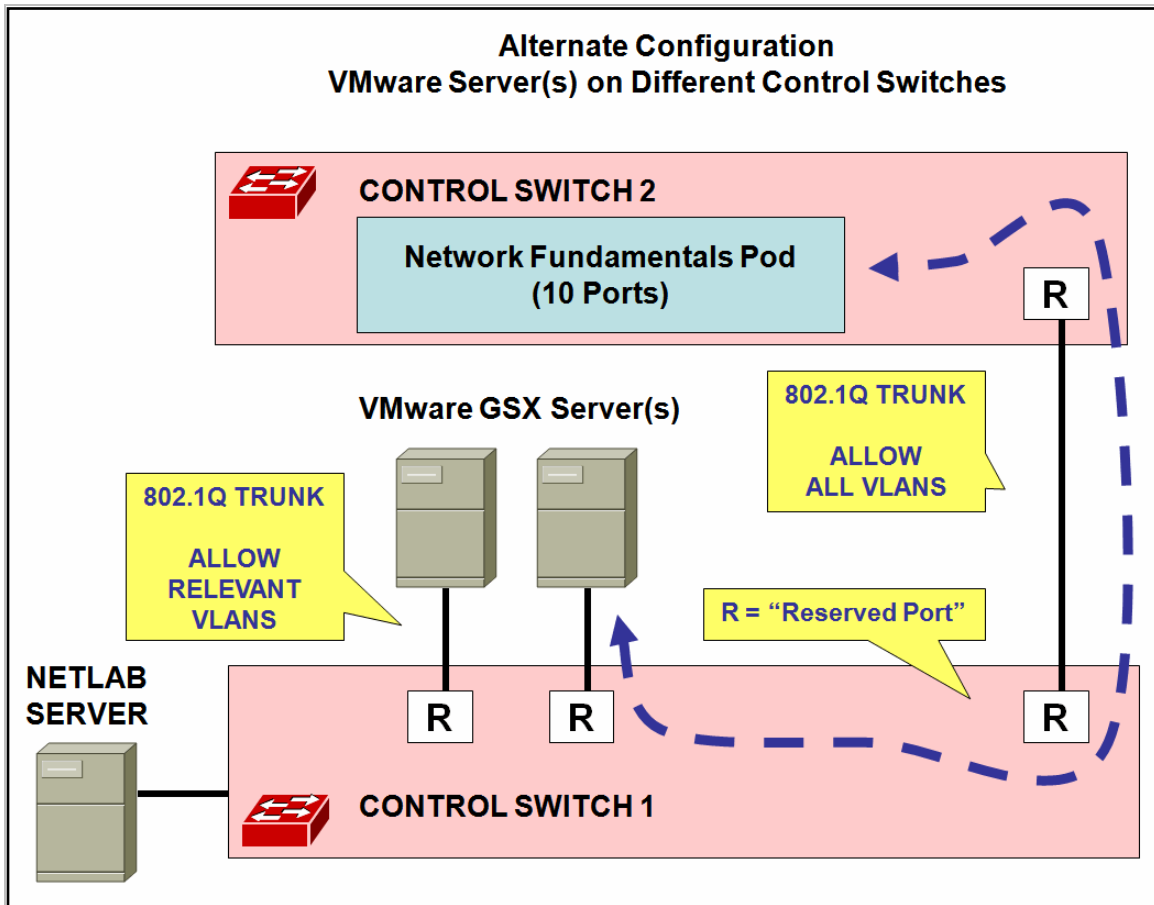 Alternate Configuration
VMware Server(s) on Different Control Switches
CONTROL SWITCH 2
Network Fundamentals Pod
(10 Ports)
R
802.1Q TRUNK
ALLOW
ALL VLANS
VMware GSX Server(s)
802.1Q TRUNK
ALLOW
RELEVANT
VLANS
R = “Reserved Port”
NETLAB
SERVER
R
R
R
CONTROL SWITCH 1